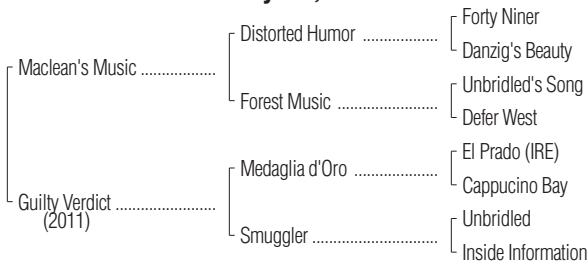 Forty Niner
Distorted Humor ..................
Danzig's Beauty
Maclean's Music ..................
Unbridled's Song
Forest Music ........................
Defer West
El Prado (IRE)
Medaglia d'Oro ....................
Cappucino Bay
Guilty Verdict ........................
(2011)
Unbridled
Smuggler ..............................
Inside Information